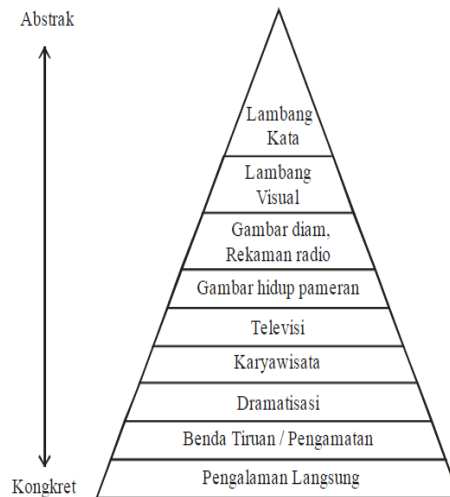 Abstrak
Lambang
Kata
Lambang
Visual
Gambar diam,
Rekaman radio
Gambar hidup pameran
Televisi
Karyawisata
Dramatisasi
Benda Tiruan / Pengamatan
Pengalaman Langsung
Kongkret